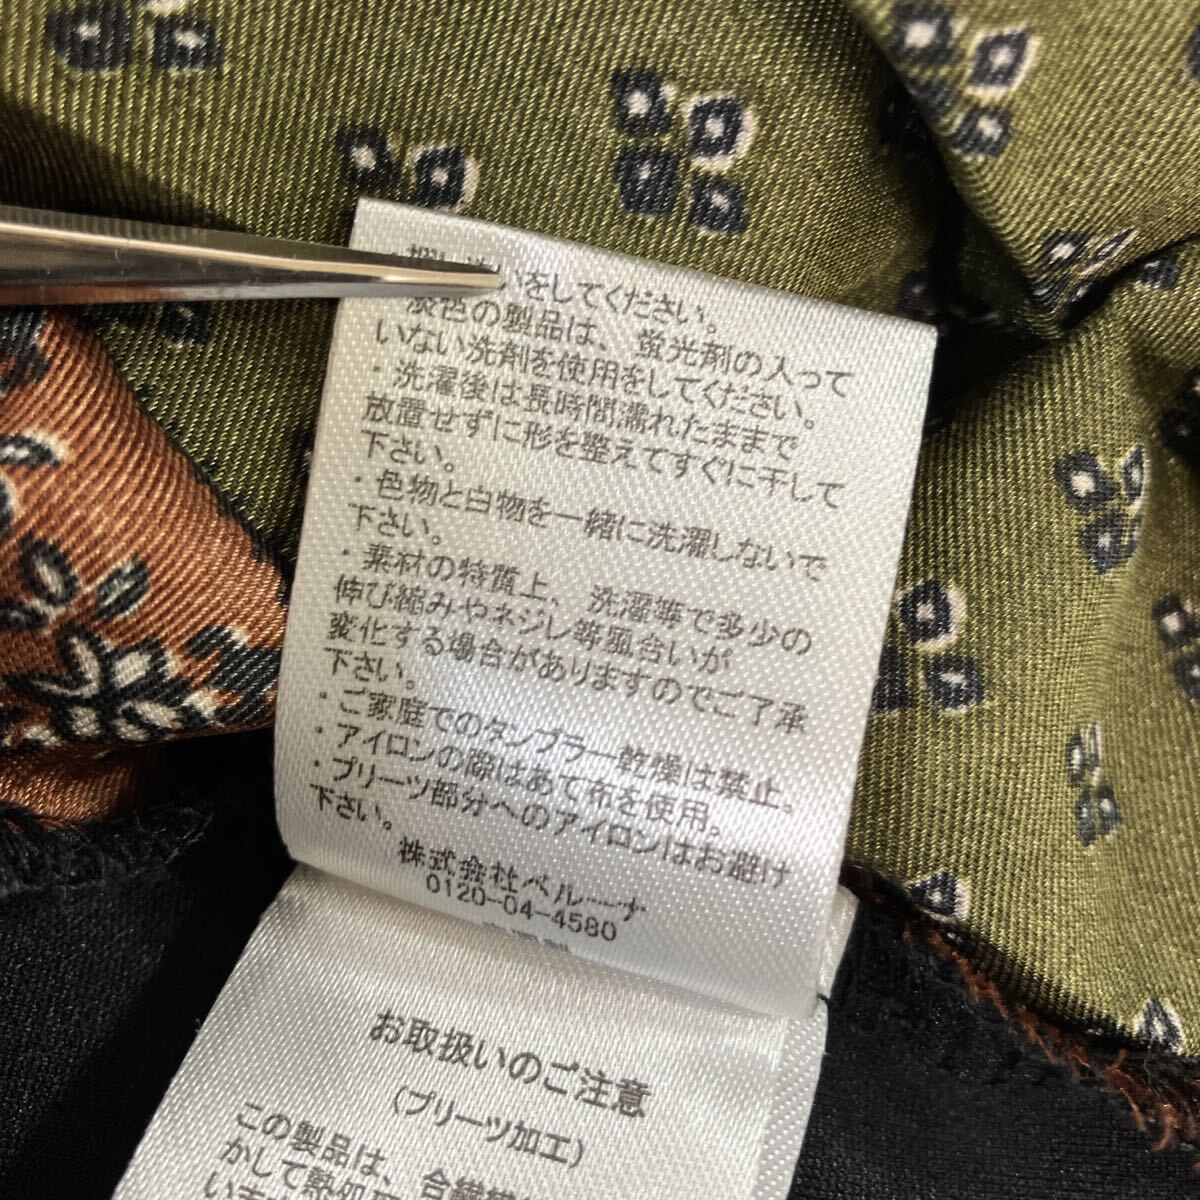 をしてください。
淡色の製品は、蛍光剤の入って
いない洗剤を使用をしてください。
・洗濯後は長時間濡れたままで
放置せずに形を整えてすぐに干して
下さい。
・色物と白物を一緒に洗濯しないで
下さい。
・素材の特質上、洗濯等で多少の
伸び縮みやネジレ等風合いが
変化する場合がありますのでご了承
下さい。
・ご家庭でのタンブラー乾燥は禁止。
・アイロンの際はあて布を使用。
・プリーツ部分へのアイロンはお避け
下さい。
株式会社ベルーナ
0120-04-4580
お取扱いのご注意
(プリーツ加工)
この製品は、合繊
かして熱処